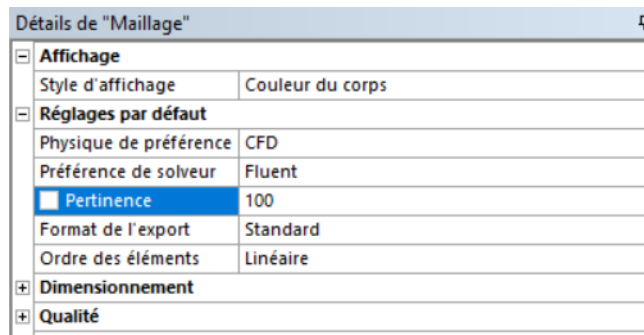 Détails de "Maillage"
Affichage
Style d'affichage Couleur du corps
Réglages par défaut
Physique de préférence CFD
Préférence de solveur Fluent
Pertinence 100
Format de l'export Standard
Ordre des éléments Linéaire
Dimensionnement
Qualité